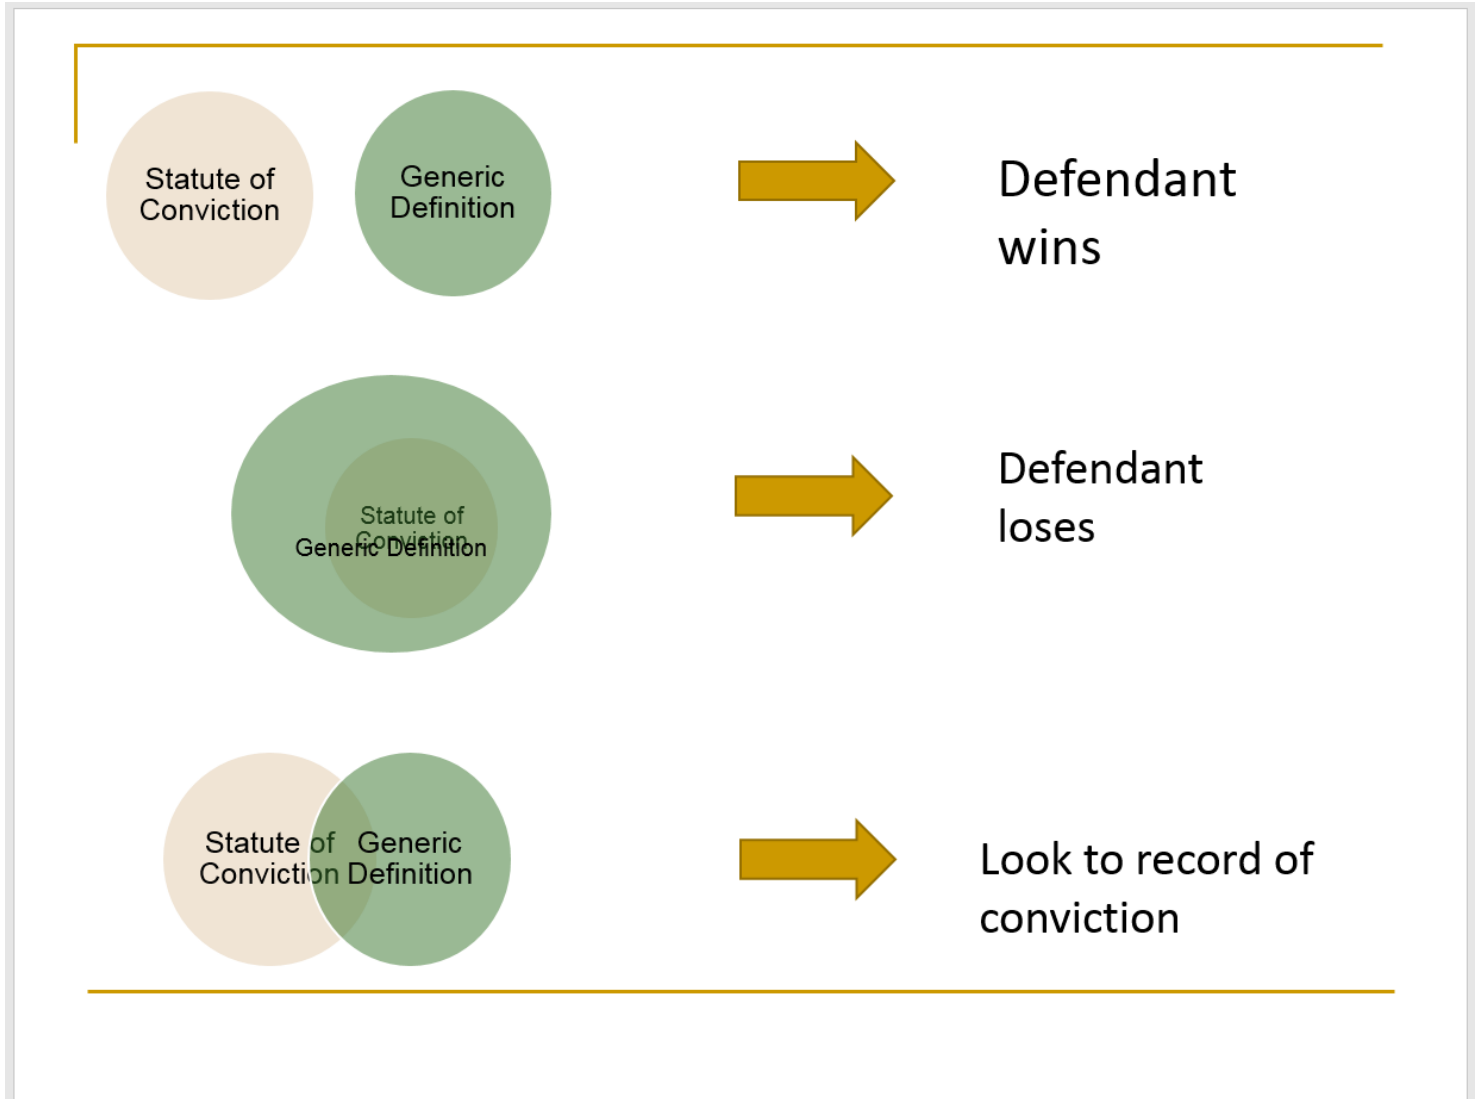 Statute of
Conviction
Generic
Definition
Defendant
wins
Statute of
Conviction
Generic Definition
Defendant
loses
Statute of
Conviction
Generic
Definition
Look to record of
conviction